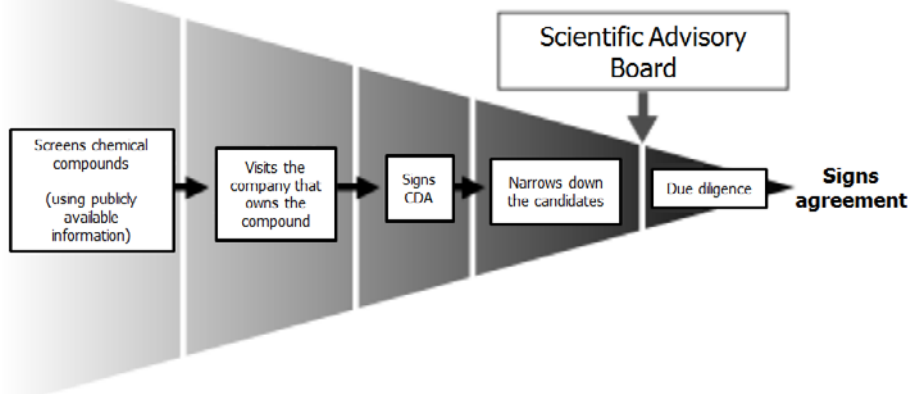 Scientific Advisory
Board
Screens chemical
compounds
(using publicly
available
information)
Visits the
company that
owns the
compound
Signs
CDA
Narrows down
the candidates
Due diligence
Signs
agreement